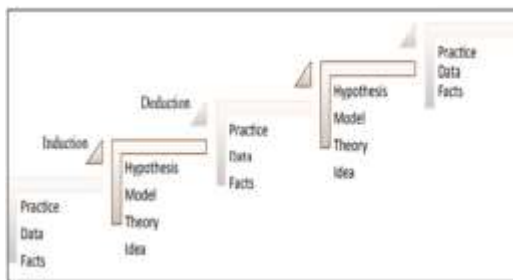 Practice
Data
Facts
Induction
Hypothesis
Model
Theory
Idea
Deduction
Practice
Data
Facts
Hypothesis
Model
Theory
Idea
Practice
Data
Facts